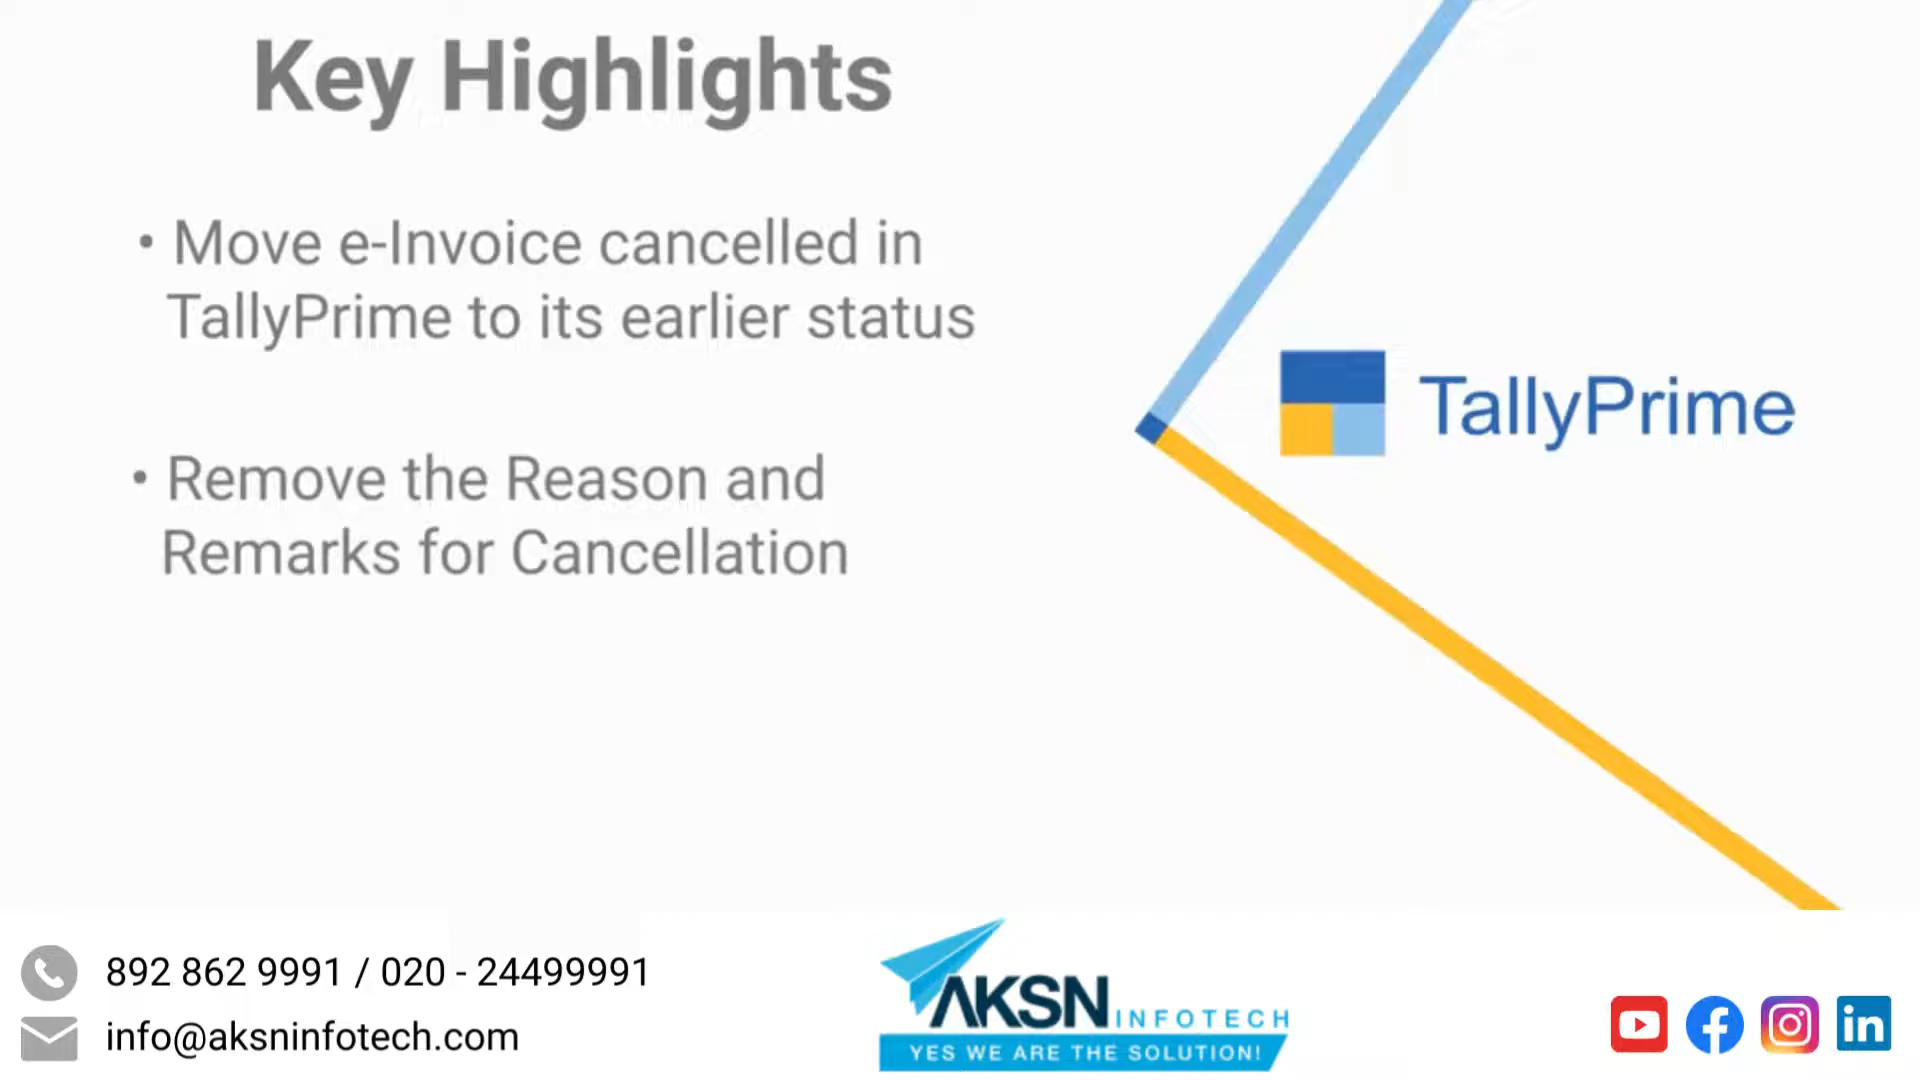 Key Highlights
• Move e-Invoice cancelled in
TallyPrime to its earlier status
• Remove the Reason and
Remarks for Cancellation
TallyPrime
892 862 9991 / 020 - 24499991
info@aksninfotech.com
AKSN INFOTECH
YES WE ARE THE SOLUTION!
in